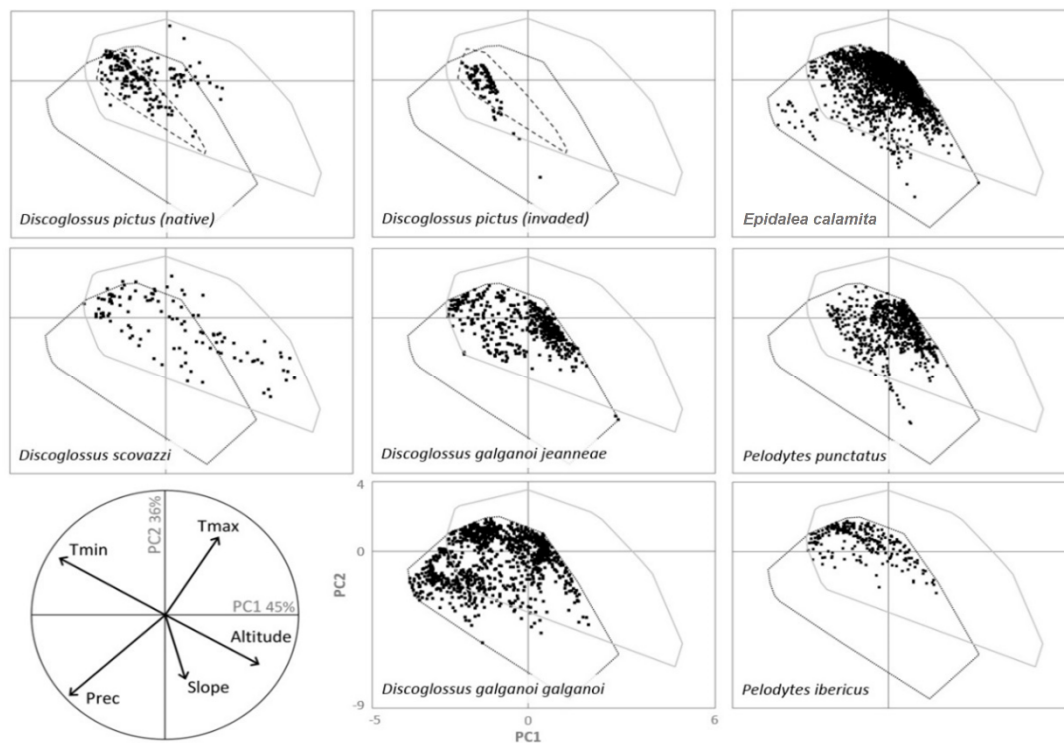 Discoglossus pictus (native)
Discoglossus pictus (invaded)
Epidalea calamita
Discoglossus scovazzi
Discoglossus galganoi jeanneae
Pelodytes punctatus
PC2 36%
Tmax
Tmin
PC1 45%
Altitude
Slope
Prec
4
0
PC2
-9
Discoglossus galganoi galganoi
-5
0
6
PC1
Pelodytes ibericus